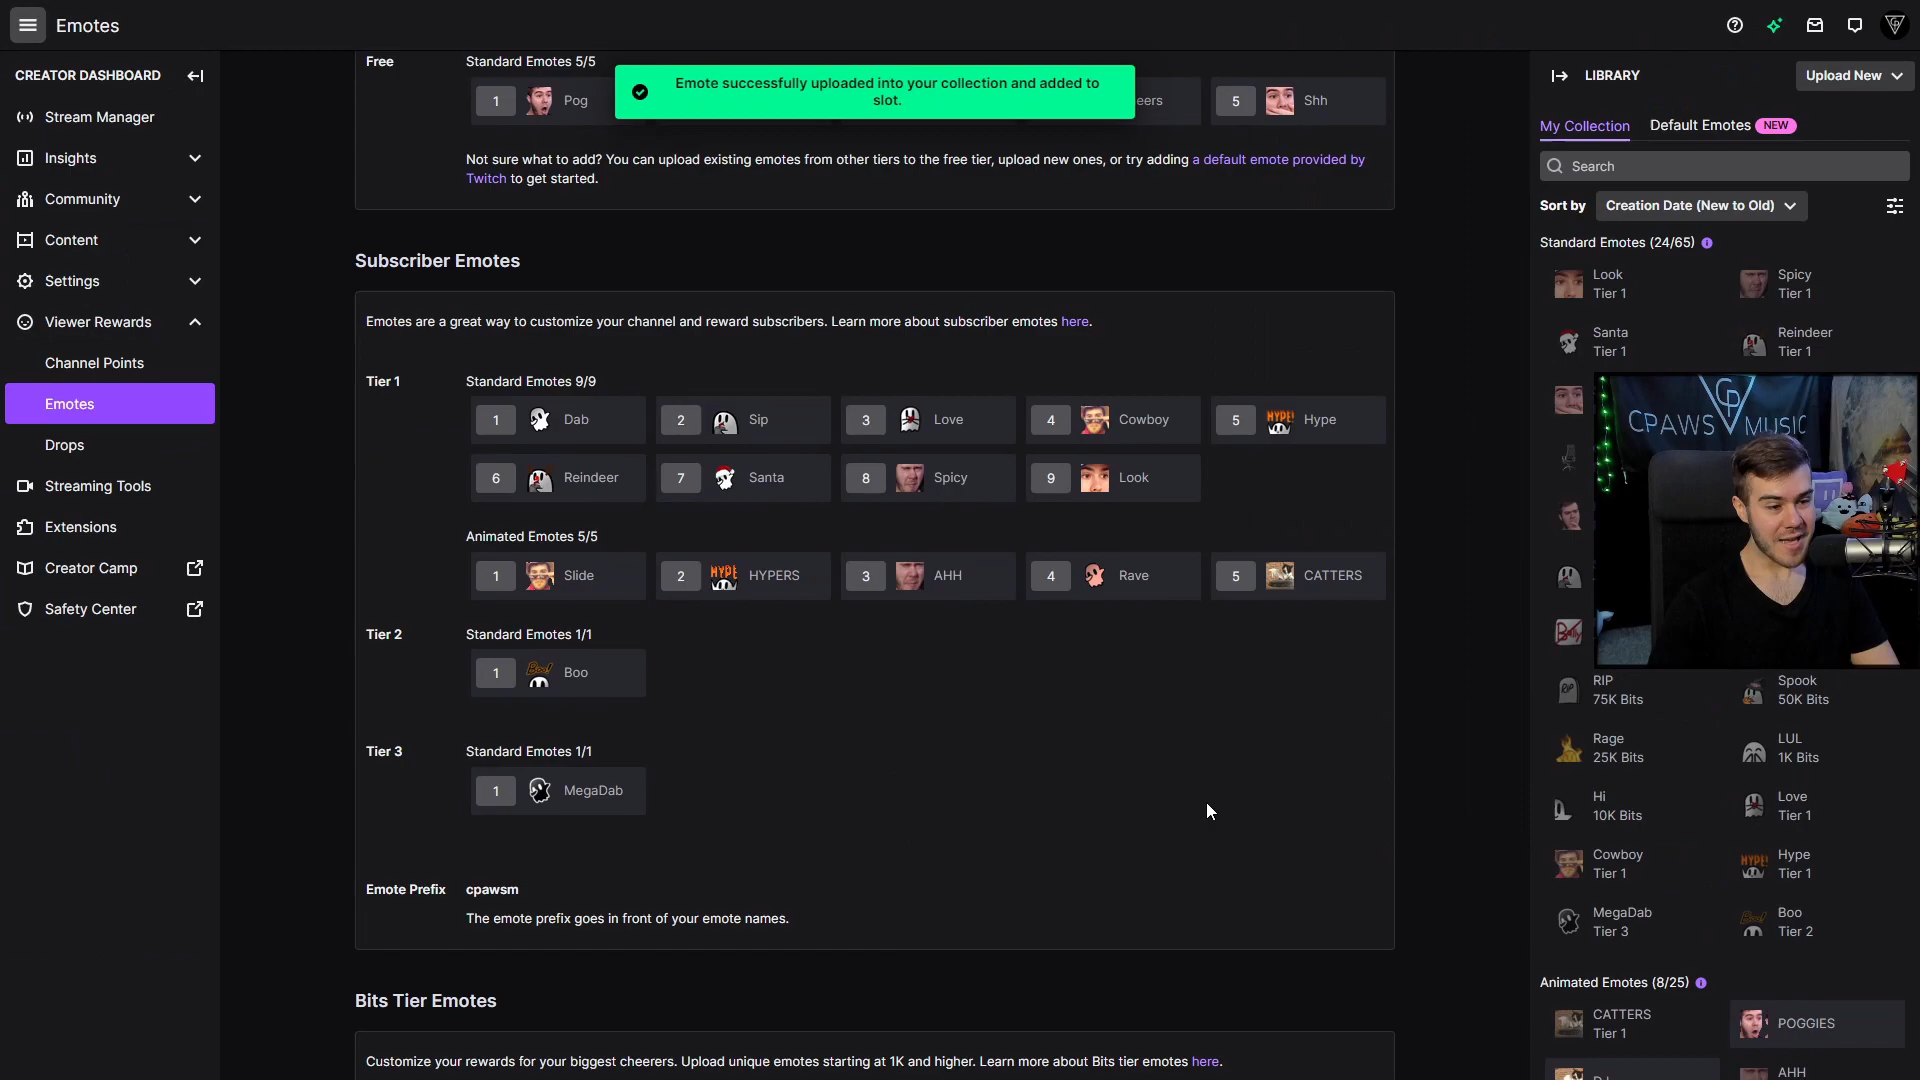 Emotes
CREATOR DASHBOARD
Stream Manager
Insights
Community
Content
Settings
Viewer Rewards
Channel Points
Emotes
Drops
Streaming Tools
Extensions
Creator Camp
Safety Center
Free
Standard Emotes 5/5
1 Pog
eers
5 Shh
Emote successfully uploaded into your collection and added to
slot.
Not sure what to add? You can upload existing emotes from other tiers to the free tier, upload new ones, or try adding a default emote provided by
Twitch to get started.
Subscriber Emotes
Emotes are a great way to customize your channel and reward subscribers. Learn more about subscriber emotes here.
Tier 1
Standard Emotes 9/9
1 Dab 2 Sip 3 Love 4 Cowboy 5 HYPE! Hype
6 Reindeer 7 Santa 8 Spicy 9 Look
Animated Emotes 5/5
1 Slide 2 HYPE HYPERS 3 AHH 4 Rave 5 CATTERS
Tier 2
Standard Emotes 1/1
1 Boo! Boo
Tier 3
Standard Emotes 1/1
1 MegaDab
Emote Prefix
cpawsm
The emote prefix goes in front of your emote names.
Bits Tier Emotes
Customize your rewards for your biggest cheerers. Upload unique emotes starting at 1K and higher. Learn more about Bits tier emotes here.
LIBRARY
Upload New
My Collection
Default Emotes NEW
Search
Sort by Creation Date (New to Old)
Standard Emotes (24/65)
Look Spicy
Tier 1 Tier 1
Santa Reindeer
Tier 1 Tier 1
CPAWS MUSIC
RIP Spook
75K Bits 50K Bits
Rage LUL
25K Bits 1K Bits
Hi Love
10K Bits Tier 1
Cowboy HYPE! Hype
Tier 1 Tier 1
MegaDab Boo! Boo
Tier 3 Tier 2
Animated Emotes (8/25)
CATTERS POGGIES
Tier 1
AHH